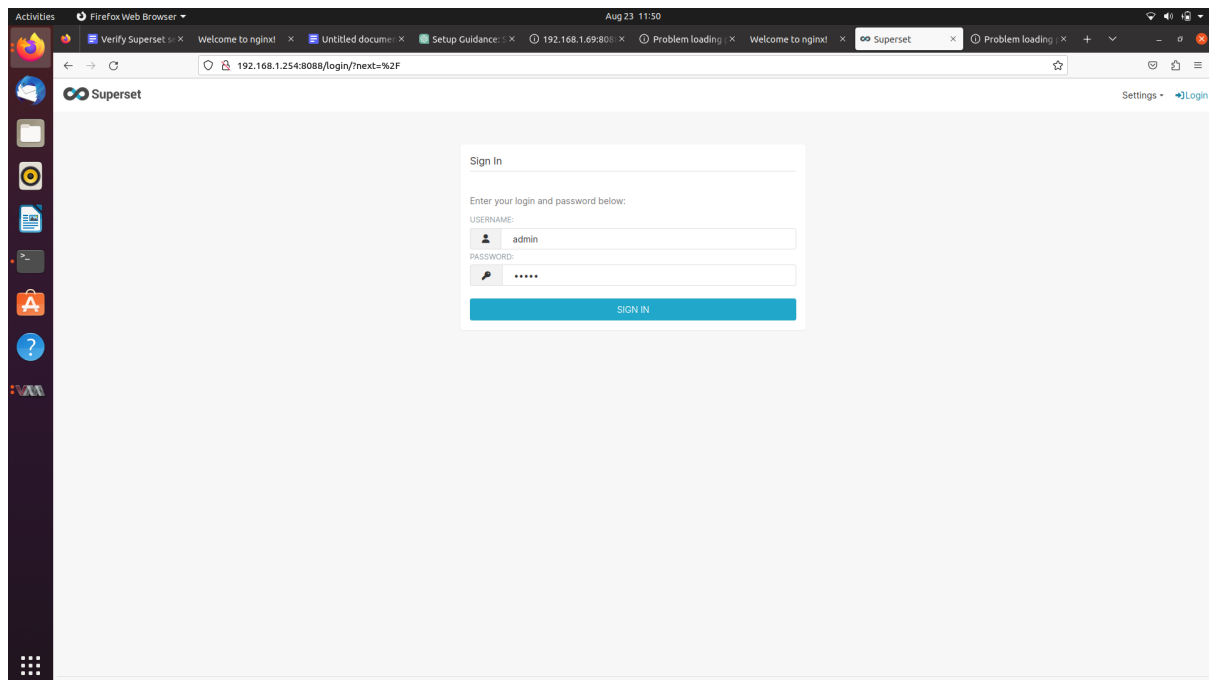 Activities
Firefox Web Browser
Aug 23 11:50
Verify Superset se
Welcome to nginx!
Untitled documen
Setup Guidance: S
192.168.1.69:808
Problem loading p
Welcome to nginx!
Superset
Problem loading p
192.168.1.254:8088/login/?next=%2F
Superset
Settings
Login
Sign In
Enter your login and password below:
USERNAME:
admin
PASSWORD:
•••••
SIGN IN